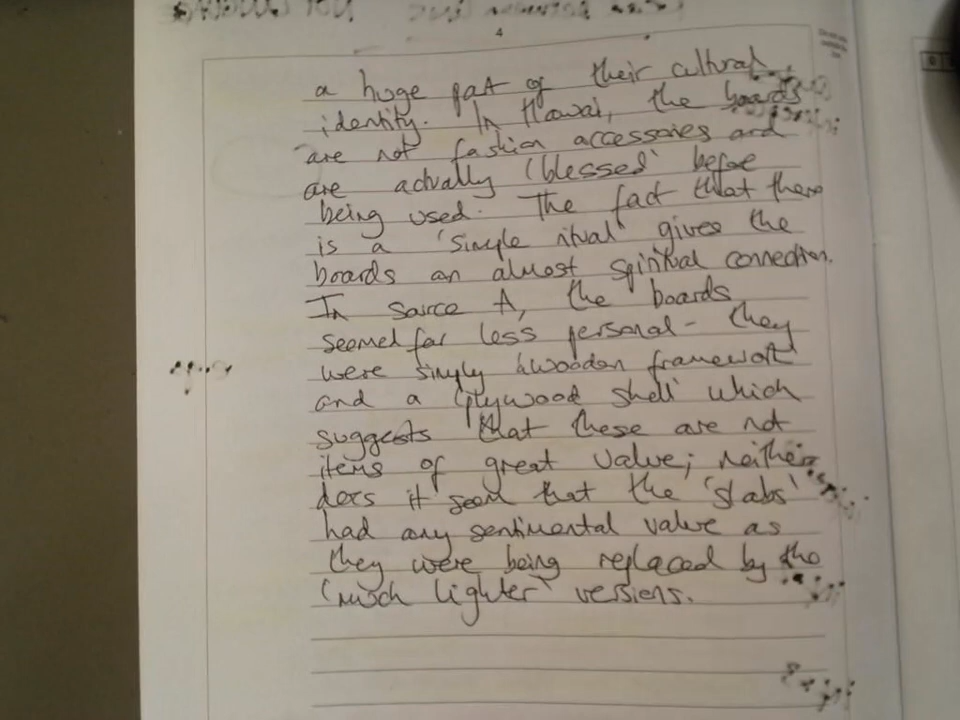 4
a huge part of their cultural
identity. In Hawai, the boards
are not fashion accessories and
are actually 'blessed' before
being used. The fact that there
is a 'simple ritual' gives the
boards an almost spiritual connection.
In source A, the boards
seemed far less personal - they
were simply 'wooden framework'
and a 'plywood shell' which
suggests that these are not
items of great value; neither
does it seem that the 'slabs'
had any sentimental value as
they were being replaced by the
'much lighter' versions.